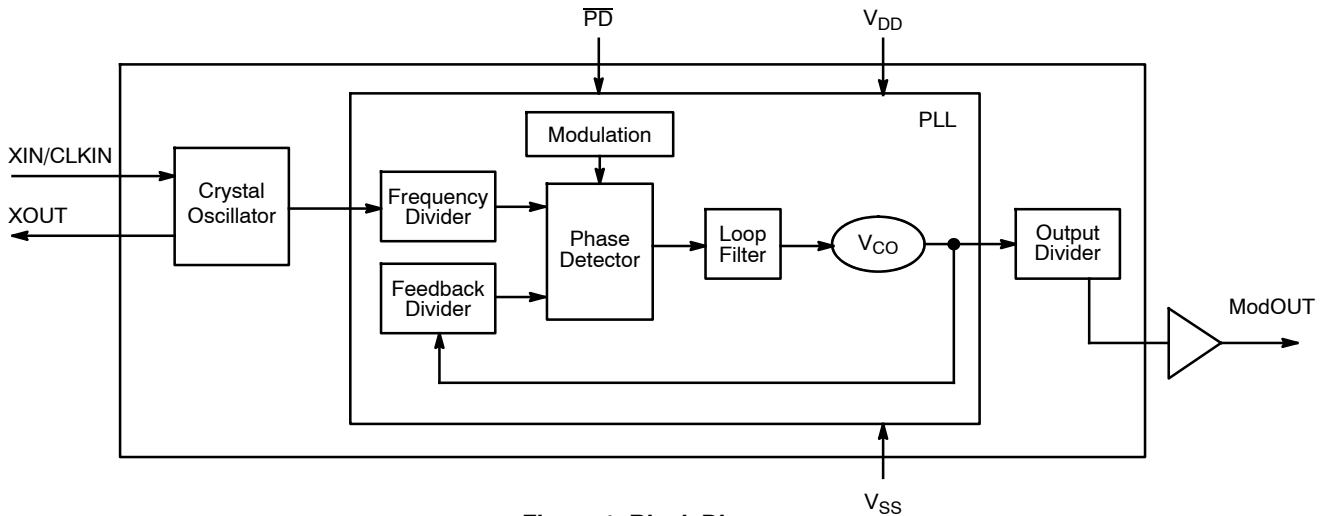 PD
VDD
PLL
Modulation
XIN/CLKIN
Crystal
Oscillator
XOUT
Frequency
Divider
Phase
Detector
Loop
Filter
VCO
Output
Divider
Feedback
Divider
ModOUT
VSS